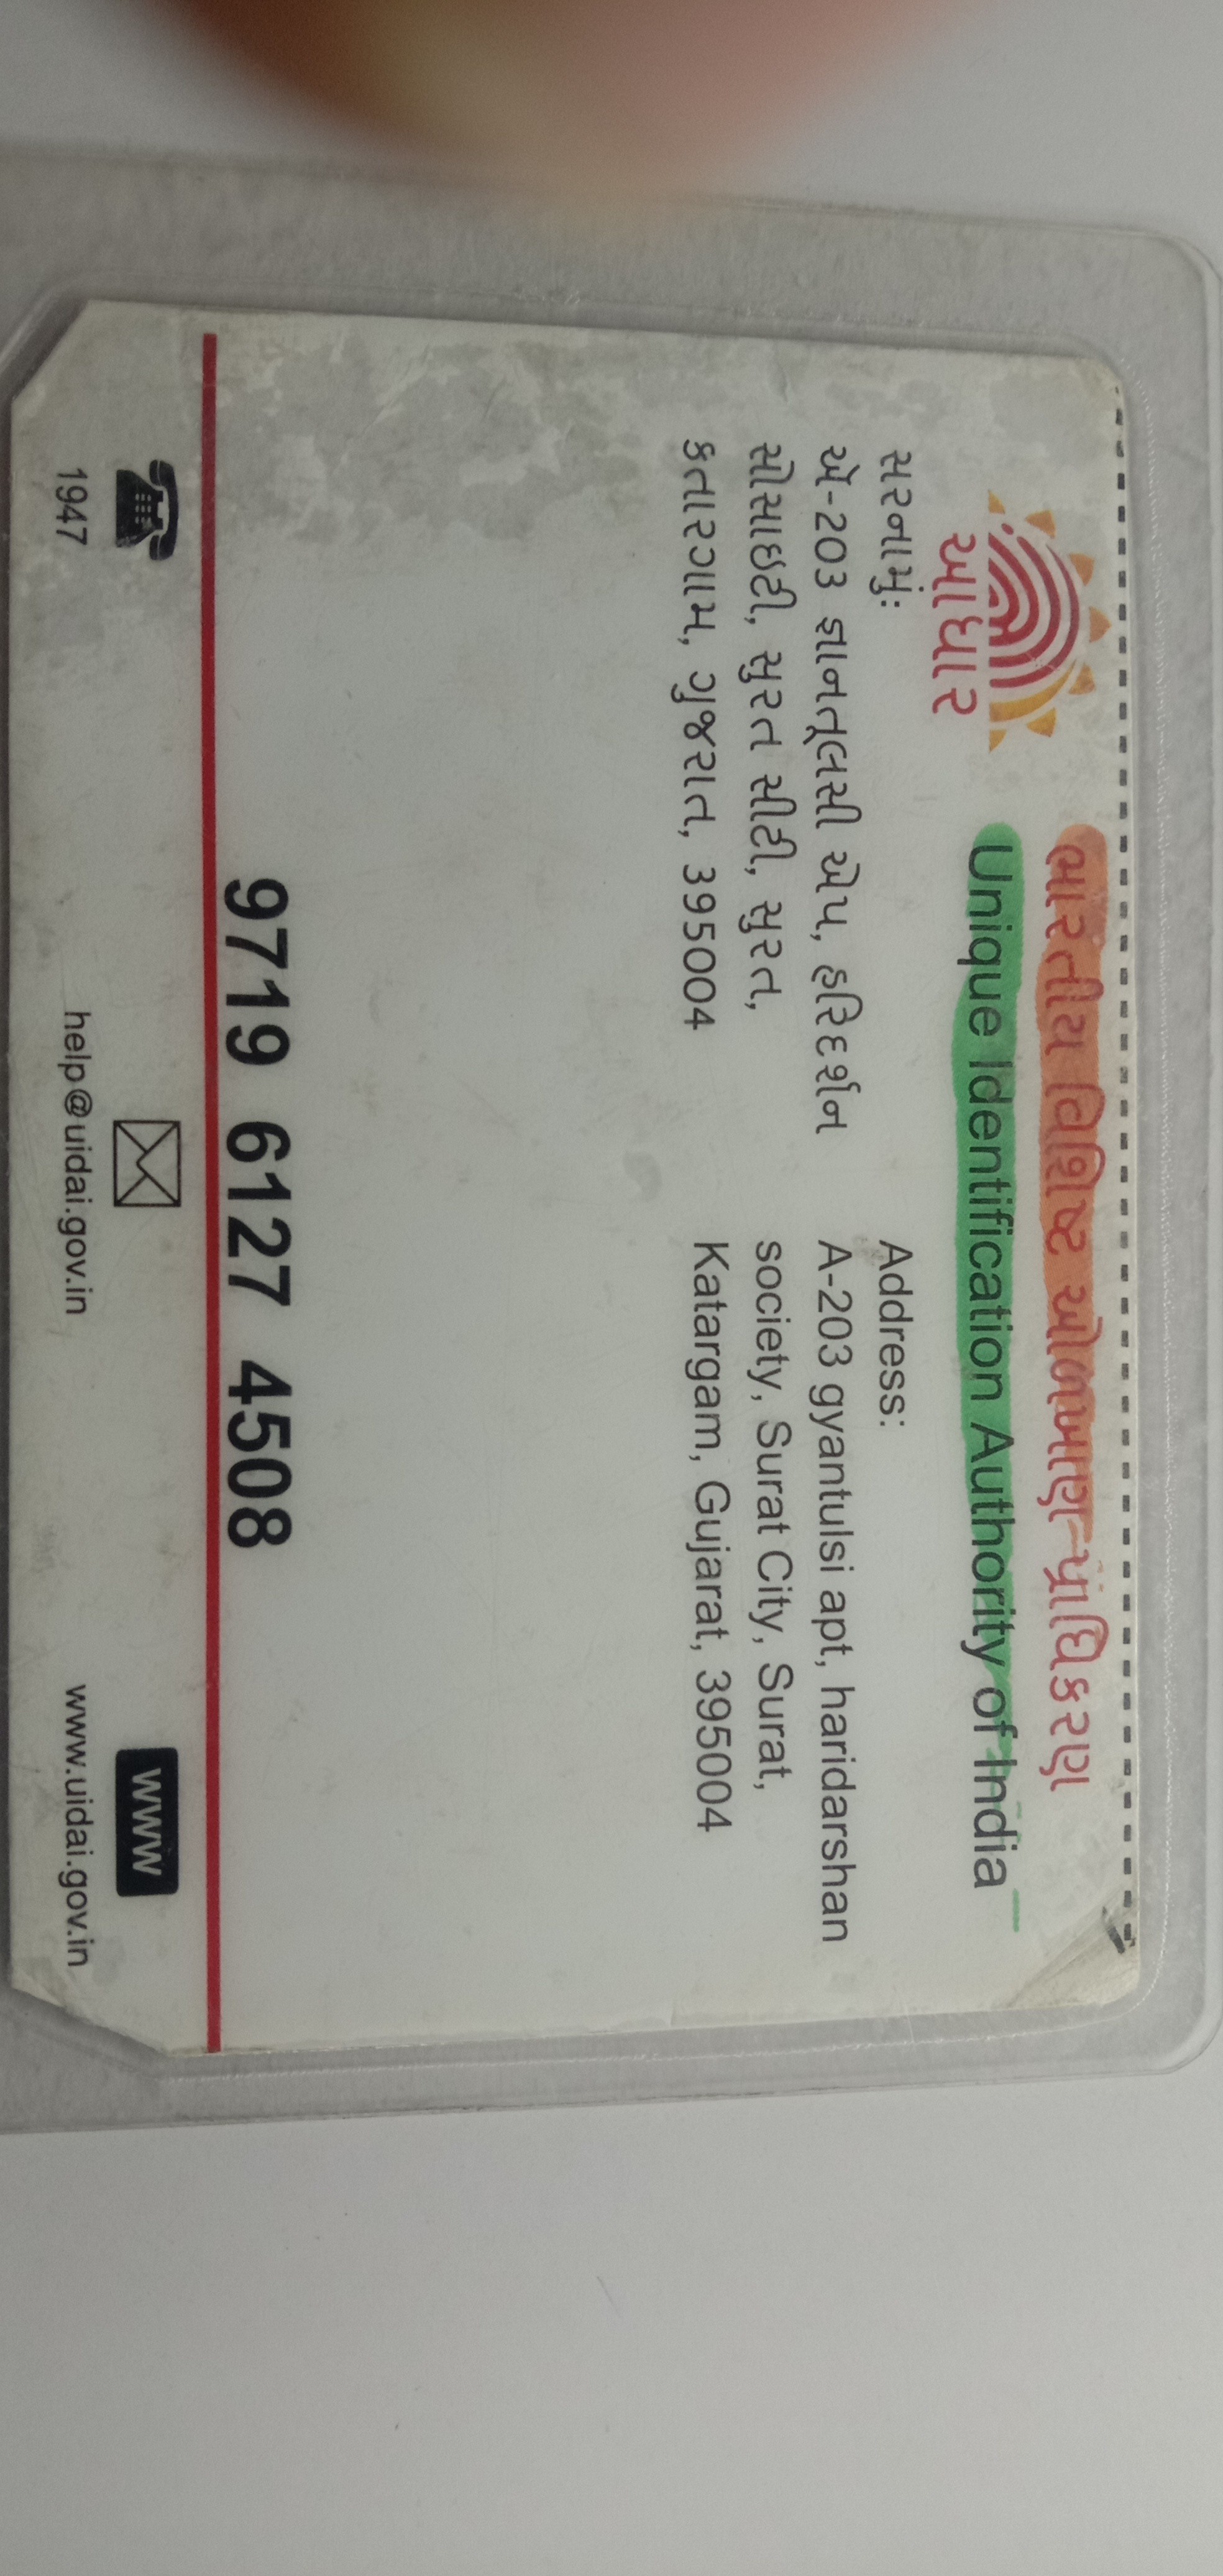 ભારતીય વિશિષ્ટ ઓળખાણ પ્રાધિકરણ
Unique Identification Authority of India
આધાર
સરનામું:
એ-203 જ્ઞાનતૂલસી એપ, હરિદર્શન
સોસાઇટી, સુરત સીટી, સુરત,
કતારગામ, ગુજરાત, 395004
Address:
A-203 gyantulsi apt, haridarshan
society, Surat City, Surat,
Katargam, Gujarat, 395004
9719 6127 4508
WWW
1947
help@uidai.gov.in
www.uidai.gov.in